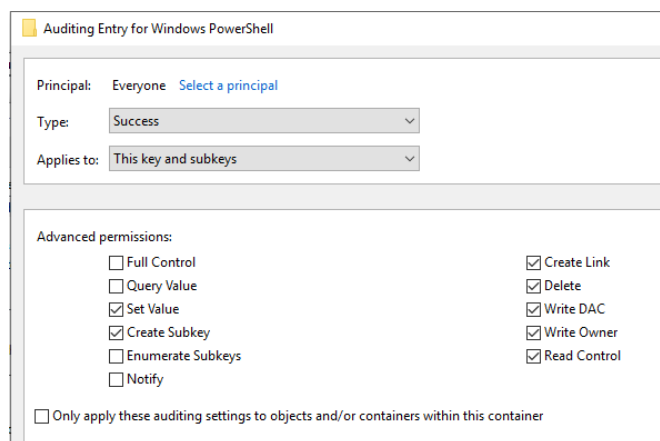 Auditing Entry for Windows PowerShell
Principal: Everyone Select a principal
Type: Success
Applies to: This key and subkeys
Advanced permissions:
Full Control Create Link
Query Value Delete
Set Value Write DAC
Create Subkey Write Owner
Enumerate Subkeys Read Control
Notify
Only apply these auditing settings to objects and/or containers within this container